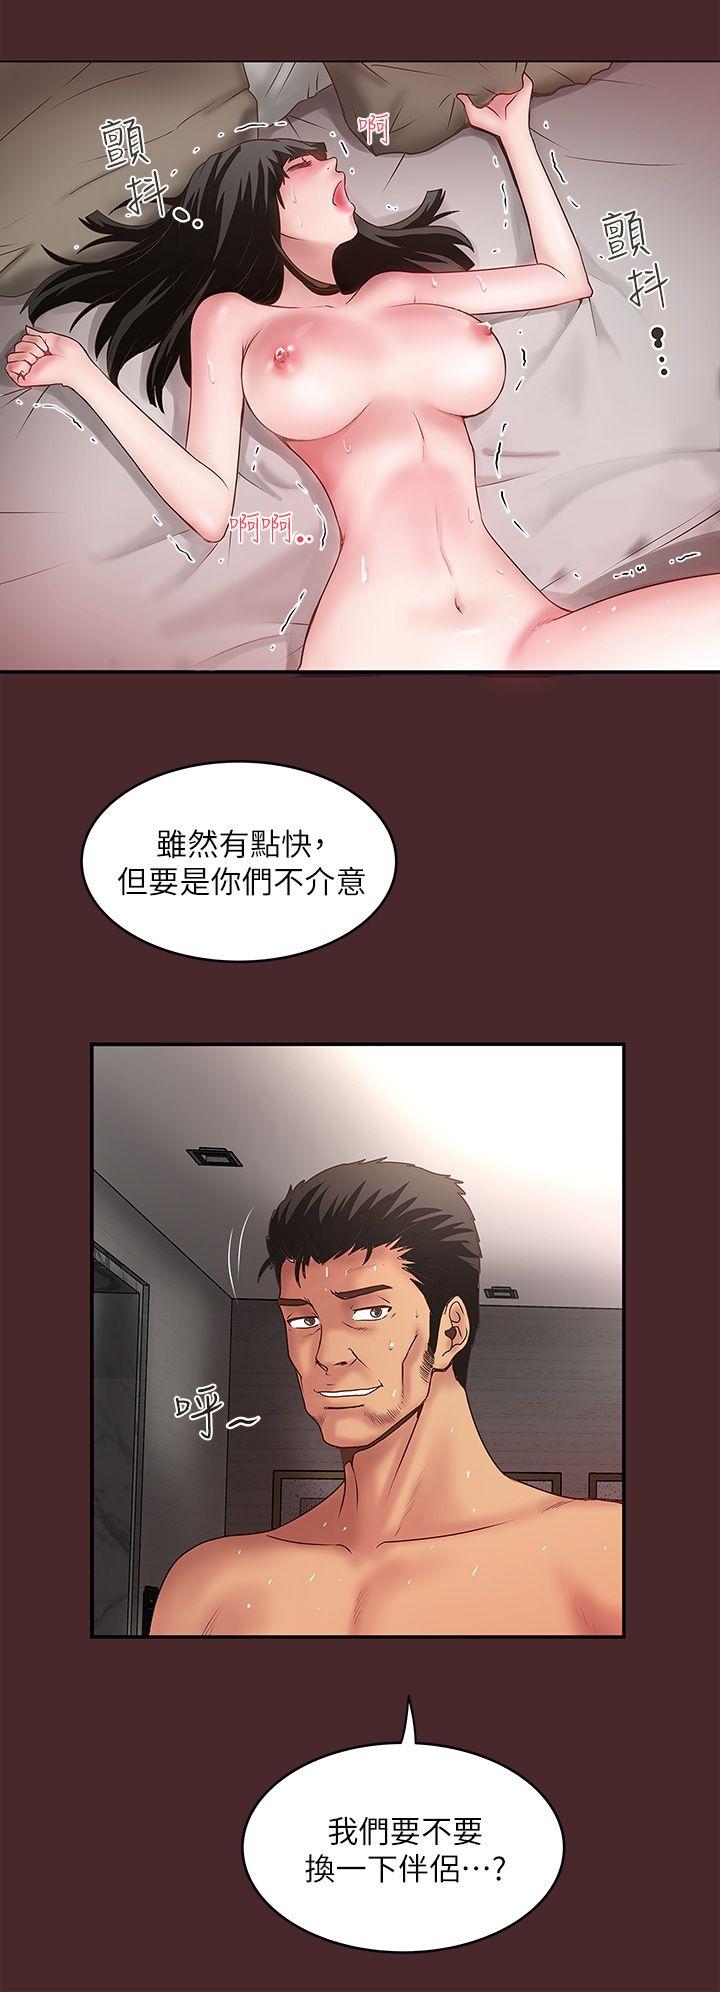 顫
抖..
啊
顫
抖...
啊啊..
雖然有點快，
但要是你們不介意
呼~
我們要不要
換一下伴侶…?